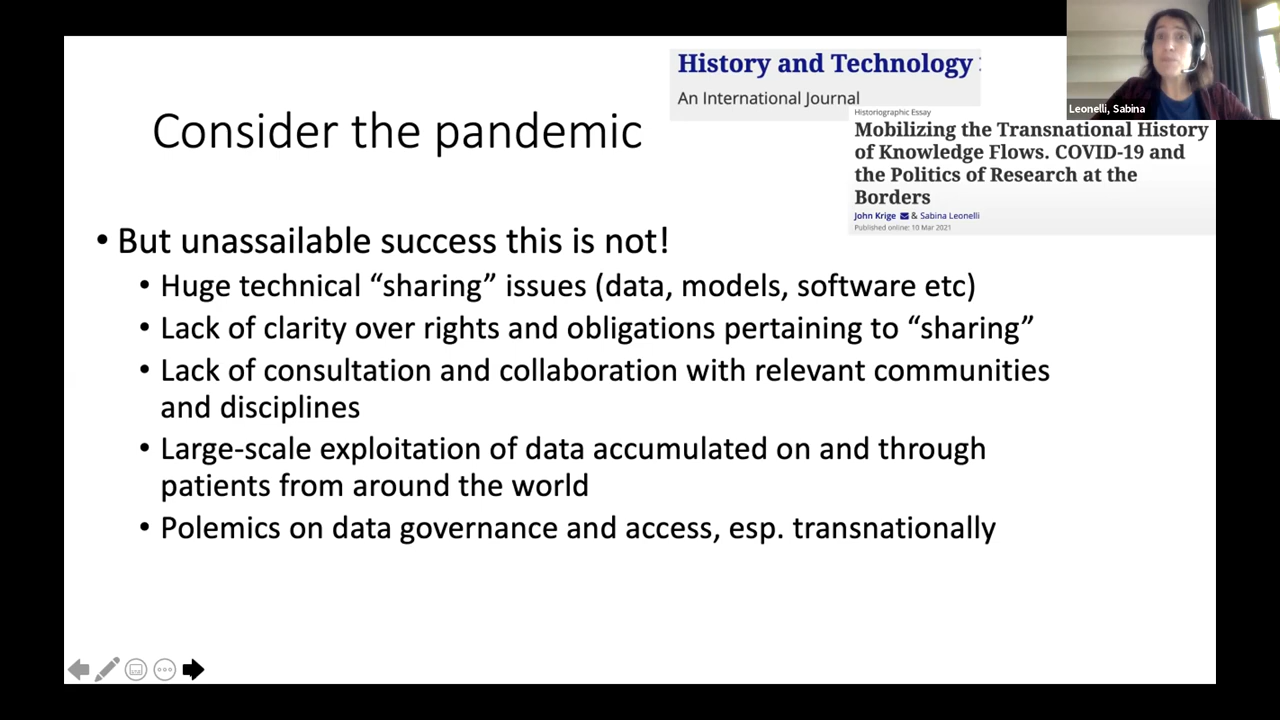 History and Technology
An International Journal
Leonelli, Sabina
Consider the pandemic
Historiographic Essay
Mobilizing the Transnational History
of Knowledge Flows. COVID-19 and
the Politics of Research at the
Borders
John Krige & Sabina Leonelli
Published online: 10 Mar 2021
• But unassailable success this is not!
• Huge technical “sharing” issues (data, models, software etc)
• Lack of clarity over rights and obligations pertaining to “sharing”
• Lack of consultation and collaboration with relevant communities
and disciplines
• Large-scale exploitation of data accumulated on and through
patients from around the world
• Polemics on data governance and access, esp. transnationally